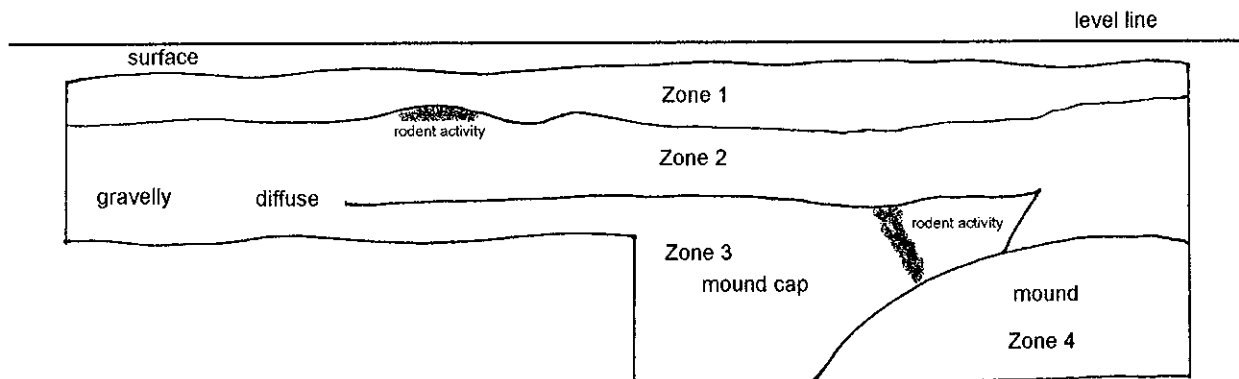 level line
surface
Zone 1
rodent activity
Zone 2
gravelly
diffuse
rodent activity
Zone 3
mound cap
mound
Zone 4